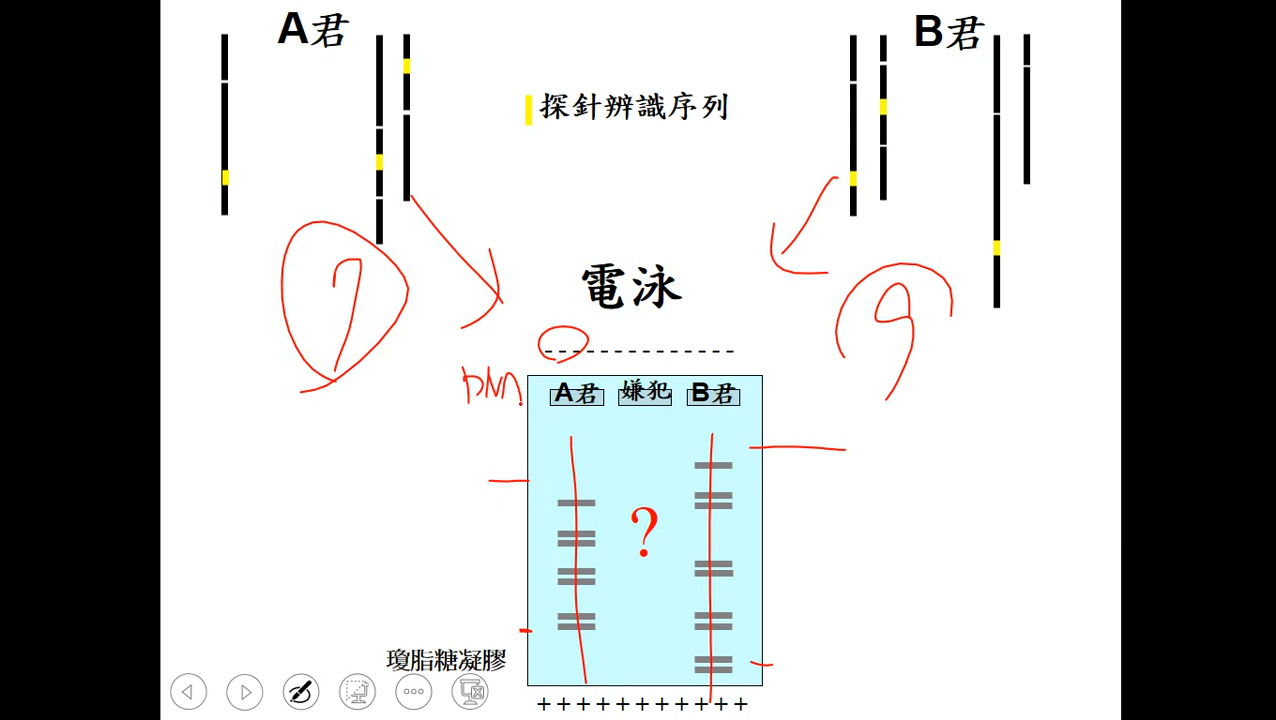 A君
B君
探針辨識序列
電泳
- - - - - - - - - - - - - -
A君 嫌犯 B君
?
瓊脂糖凝膠
+ + + + + + + + + + +